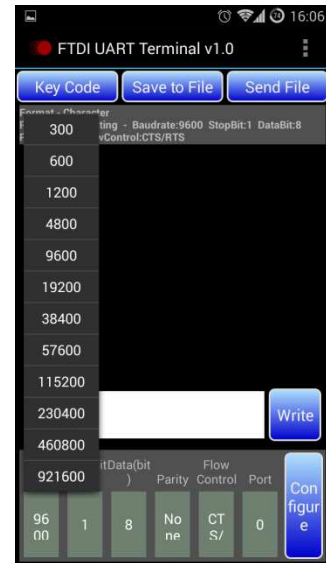 16:06
FTDI UART Terminal v1.0
Key Code Save to File Send File
Format - Character
ting - Baudrate:9600 StopBit:1 DataBit:8
wControl:CTS/RTS
300
600
1200
4800
9600
19200
38400
57600
115200
230400
460800
921600
Write
itData(bit
) Parity Flow
Control Port
96
00
1
8
No
ne
CT
S/
0
Con
figur
e